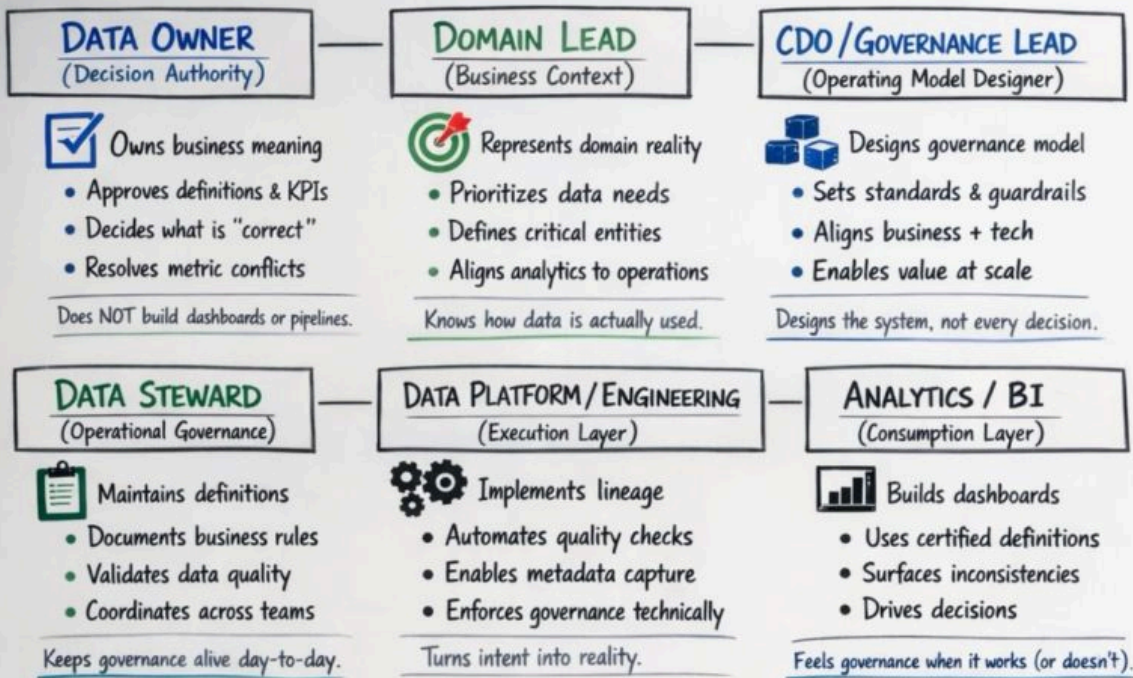 DATA OWNER
(Decision Authority)
Owns business meaning
• Approves definitions & KPIs
• Decides what is "correct"
• Resolves metric conflicts
Does NOT build dashboards or pipelines.
DOMAIN LEAD
(Business Context)
Represents domain reality
• Prioritizes data needs
• Defines critical entities
• Aligns analytics to operations
Knows how data is actually used.
CDO/GOVERNANCE LEAD
(Operating Model Designer)
Designs governance model
• Sets standards & guardrails
• Aligns business + tech
• Enables value at scale
Designs the system, not every decision.
DATA STEWARD
(Operational Governance)
Maintains definitions
• Documents business rules
• Validates data quality
• Coordinates across teams
Keeps governance alive day-to-day.
DATA PLATFORM/ENGINEERING
(Execution Layer)
Implements lineage
• Automates quality checks
• Enables metadata capture
• Enforces governance technically
Turns intent into reality.
ANALYTICS / BI
(Consumption Layer)
Builds dashboards
• Uses certified definitions
• Surfaces inconsistencies
• Drives decisions
Feels governance when it works (or doesn't).